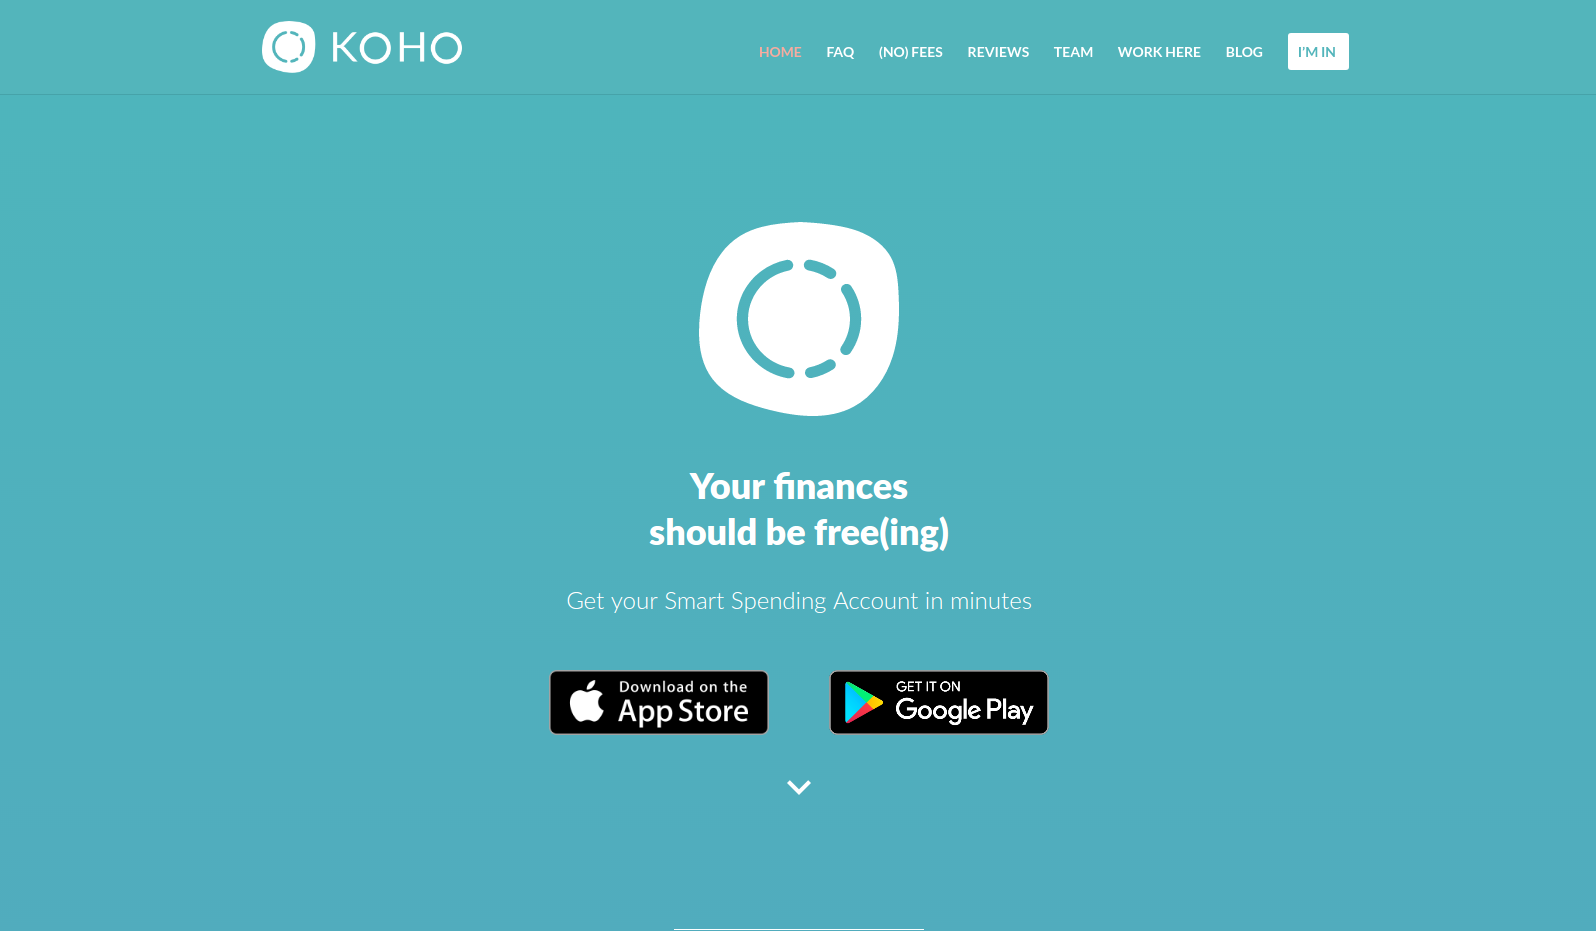 KOHO
HOME FAQ (NO) FEES REVIEWS TEAM WORK HERE BLOG I'M IN
Your finances
should be free(ing)
Get your Smart Spending Account in minutes
Download on the
App Store
GET IT ON
Google Play